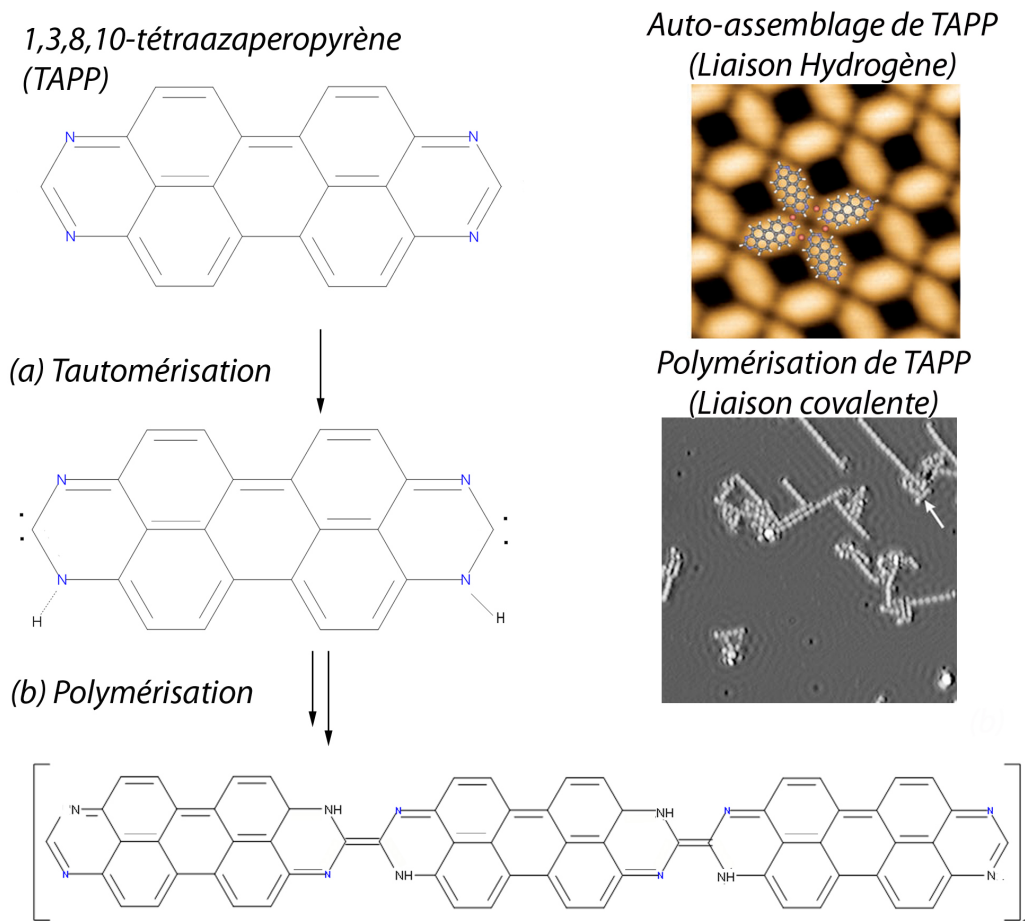 1,3,8,10-tétraazaperopyrène
(TAPP)
Auto-assemblage de TAPP
(Liaison Hydrogène)
N
N
N
N
(a) Tautomérisation
Polymérisation de TAPP
(Liaison covalente)
N
N
:
:
N
N
H
H
(b) Polymérisation
(b)
N
NH
N
NH
N
N
N
N
NH
N
NH
N